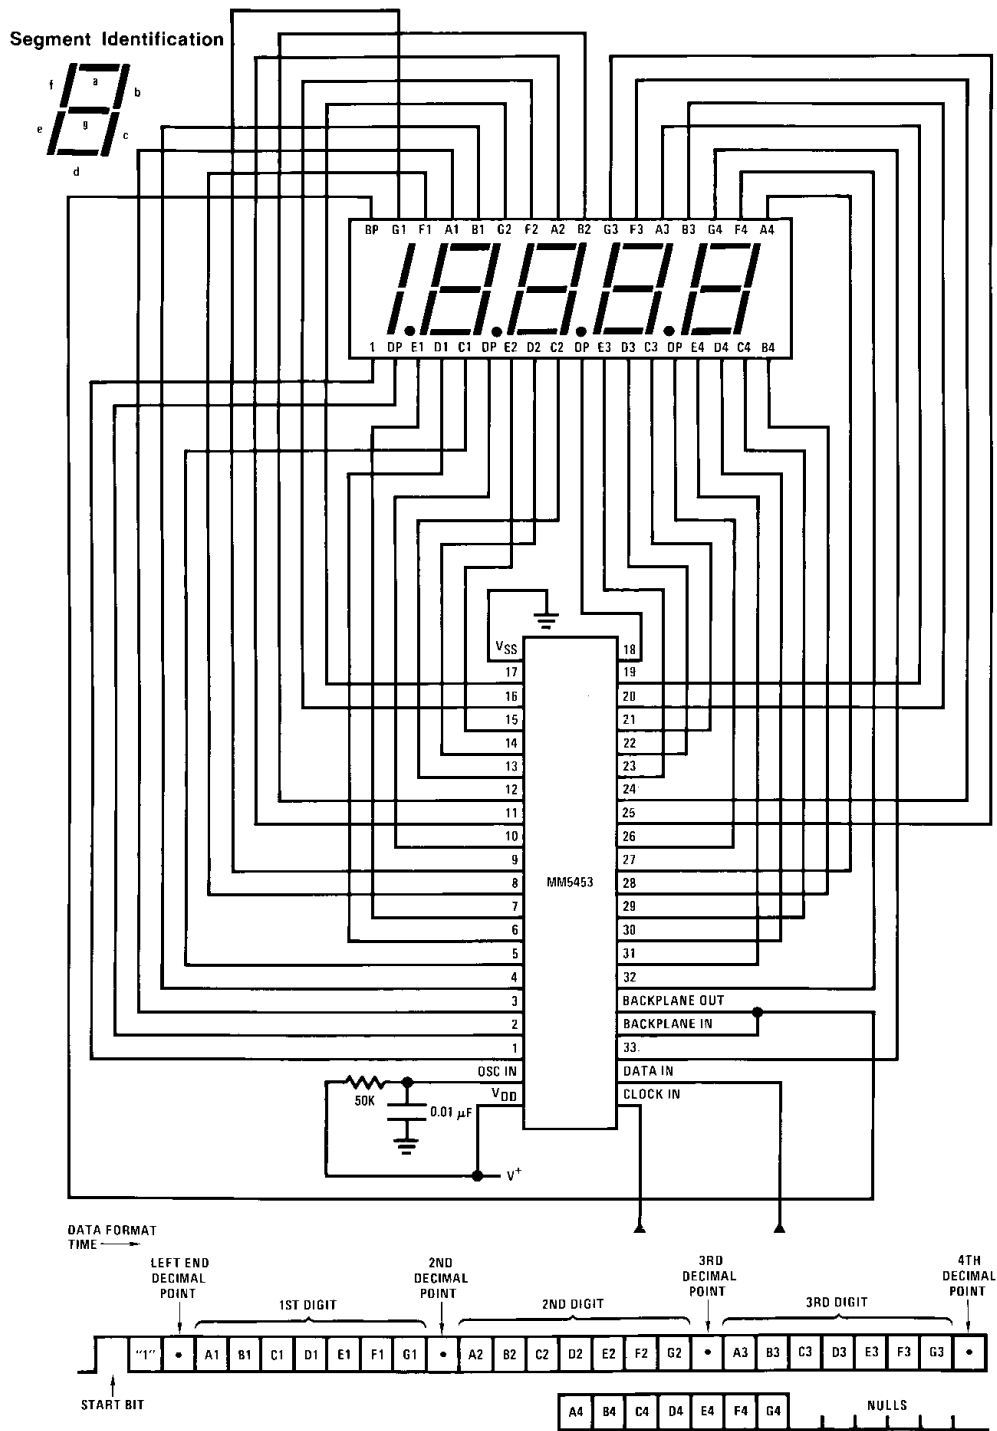 Segment Identification
a
f
b
g
e
c
d
BP G1 F1 A1 B1 G2 F2 A2 B2 G3 F3 A3 B3 G4 F4 A4
1 DP E1 D1 C1 DP E2 D2 C2 DP E3 D3 C3 DP E4 D4 C4 B4
VSS 18
17 19
16 20
15 21
14 22
13 23
12 24
11 25
10 26
9 27
MM5453
8 28
7 29
6 30
5 31
4 32
3 BACKPLANE OUT
2 BACKPLANE IN
1 33
OSC IN DATA IN
VDD CLOCK IN
50K
0.01 μF
V+
DATA FORMAT
TIME
LEFT END DECIMAL POINT
1ST DIGIT
2ND DECIMAL POINT
2ND DIGIT
3RD DECIMAL POINT
3RD DIGIT
4TH DECIMAL POINT
"1" • A1 B1 C1 D1 E1 F1 G1 • A2 B2 C2 D2 E2 F2 G2 • A3 B3 C3 D3 E3 F3 G3 •
START BIT
A4 B4 C4 D4 E4 F4 G4 NULLS